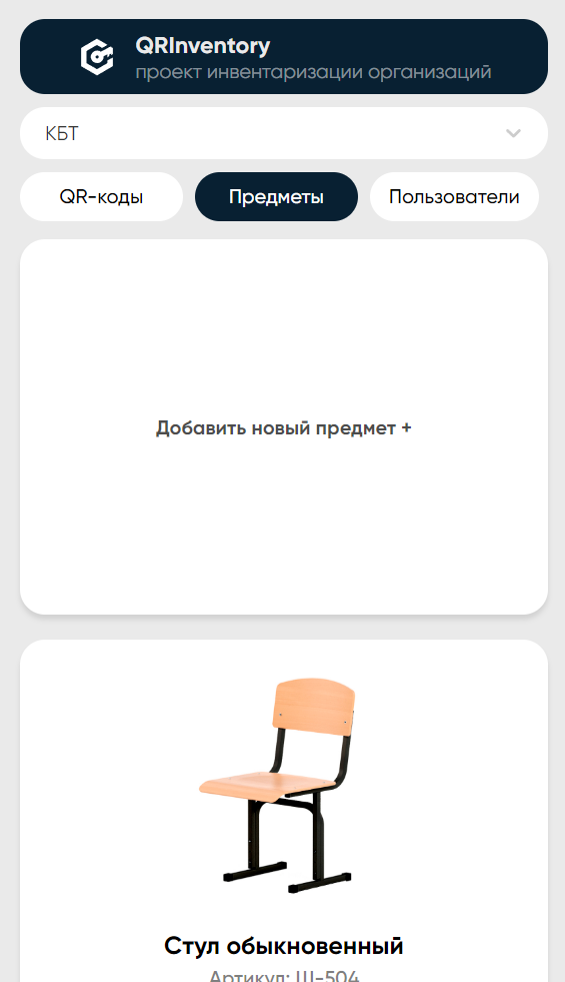 QRInventory
проект инвентаризации организаций
КБТ
QR-коды
Предметы
Пользователи
Добавить новый предмет +
Стул обыкновенный
Артикул: Ш-504